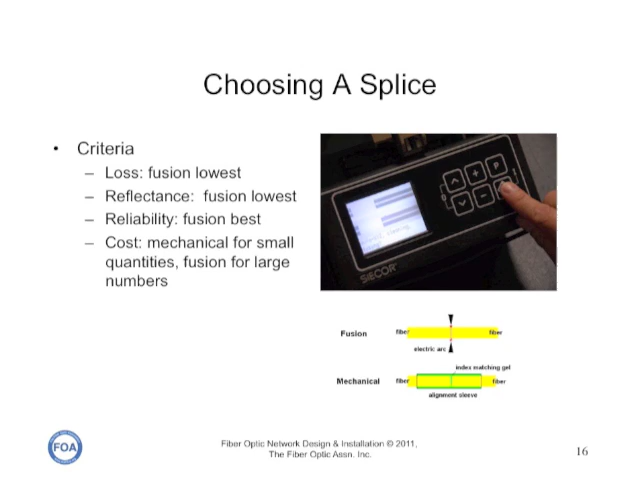 Choosing A Splice
• Criteria
– Loss: fusion lowest
– Reflectance: fusion lowest
– Reliability: fusion best
– Cost: mechanical for small
quantities, fusion for large
numbers
SIECOR
Fusion
fiber
fiber
electric arc
index matching gel
Mechanical
fiber
fiber
alignment sleeve
FOA
Fiber Optic Network Design & Installation © 2011,
The Fiber Optic Assn. Inc.
16